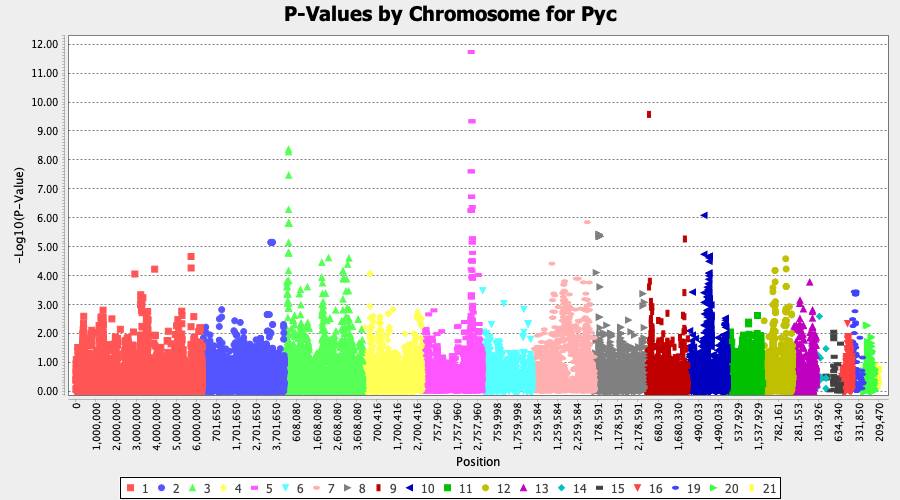 P-Values by Chromosome for Pyc
12.00
11.00
10.00
9.00
8.00
7.00
6.00
5.00
4.00
3.00
2.00
1.00
0.00
−Log10(P-Value)
0 1,000,000 2,000,000 3,000,000 4,000,000 5,000,000 6,000,000 701,650 1,701,650 2,701,650 3,701,650 608,080 1,608,080 2,608,080 3,608,080 700,416 1,700,416 2,700,416 757,960 1,757,960 2,757,960 759,998 1,759,998 259,584 1,259,584 2,259,584 178,591 1,178,591 2,178,591 680,330 1,680,330 490,033 1,490,033 537,929 1,537,929 782,161 281,553 103,926 634,340 331,850 209,470
Position
1 2 3 4 5 6 7 8 9 10 11 12 13 14 15 16 19 20 21